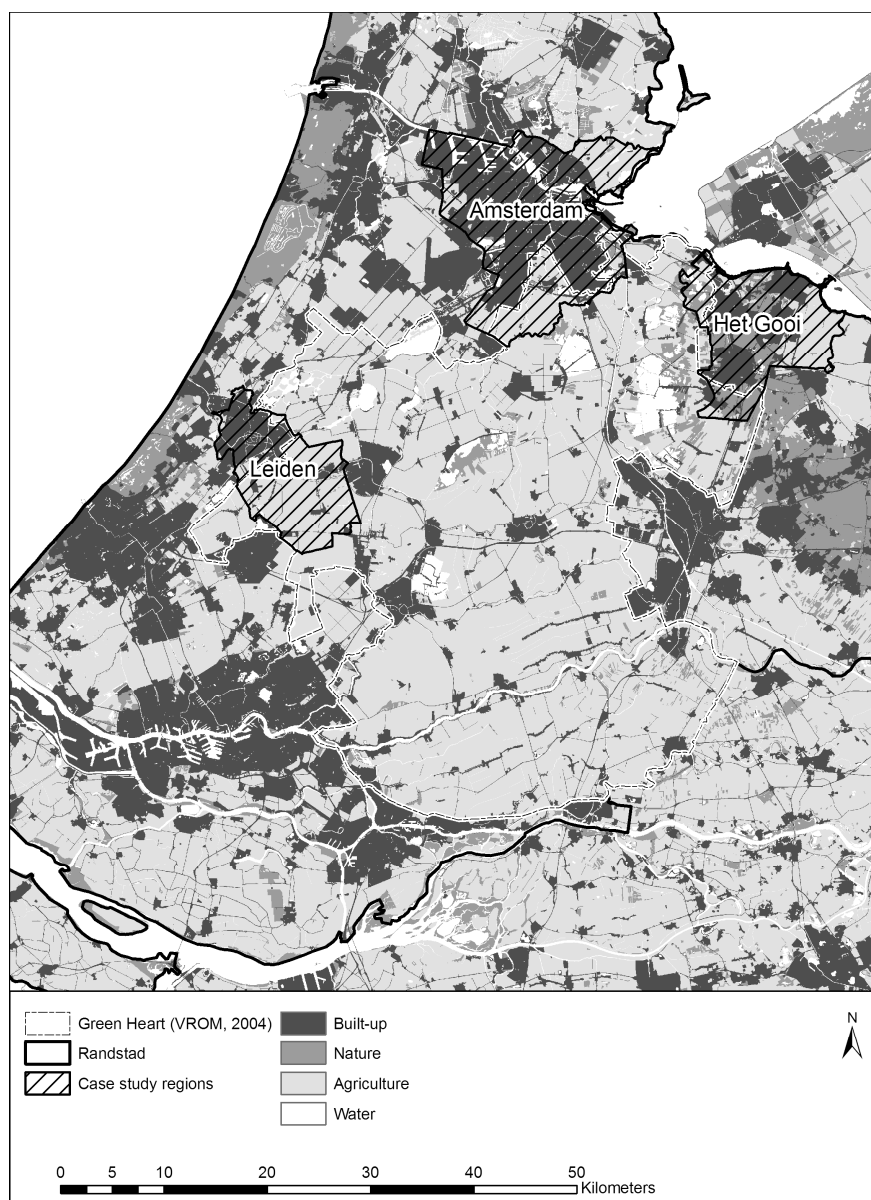 Amsterdam
Het Gooi
Leiden
Green Heart (VROM, 2004)
Randstad
Case study regions
Built-up
Nature
Agriculture
Water
N
0 5 10 20 30 40 50
Kilometers